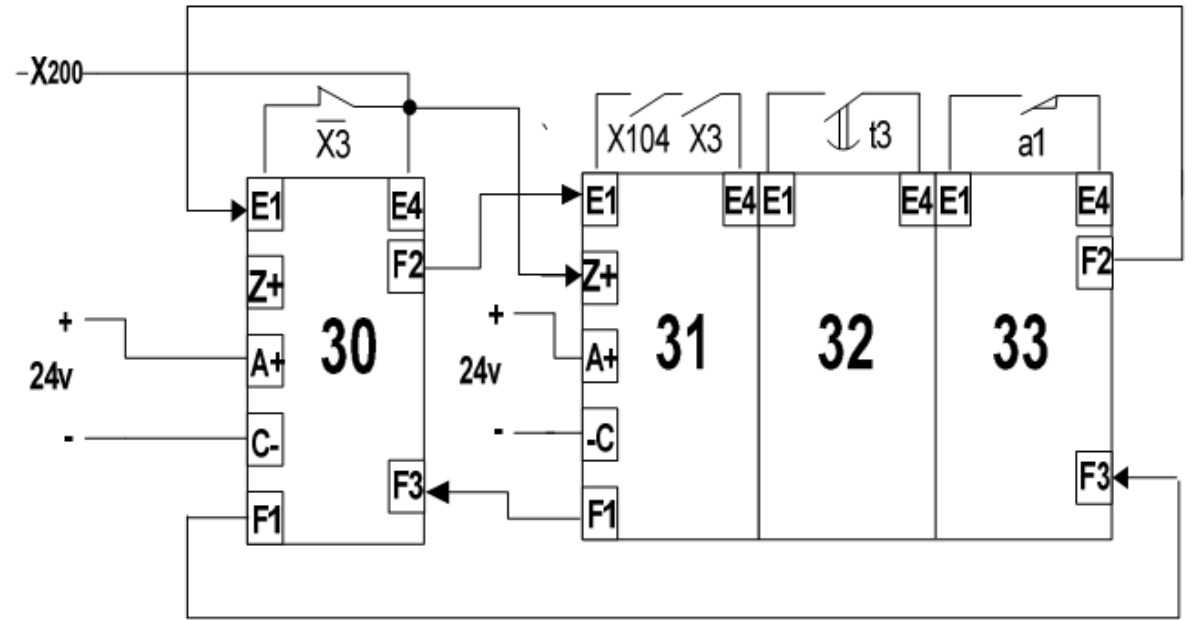 -X200
X3
X104 X3
t3
a1
E1
E4
E1
E4
E1
E4
E1
E4
F2
F2
Z+
Z+
+
+
30
31
32
33
24v
A+
24v
A+
-
C-
-
-C
F3
F3
F1
F1